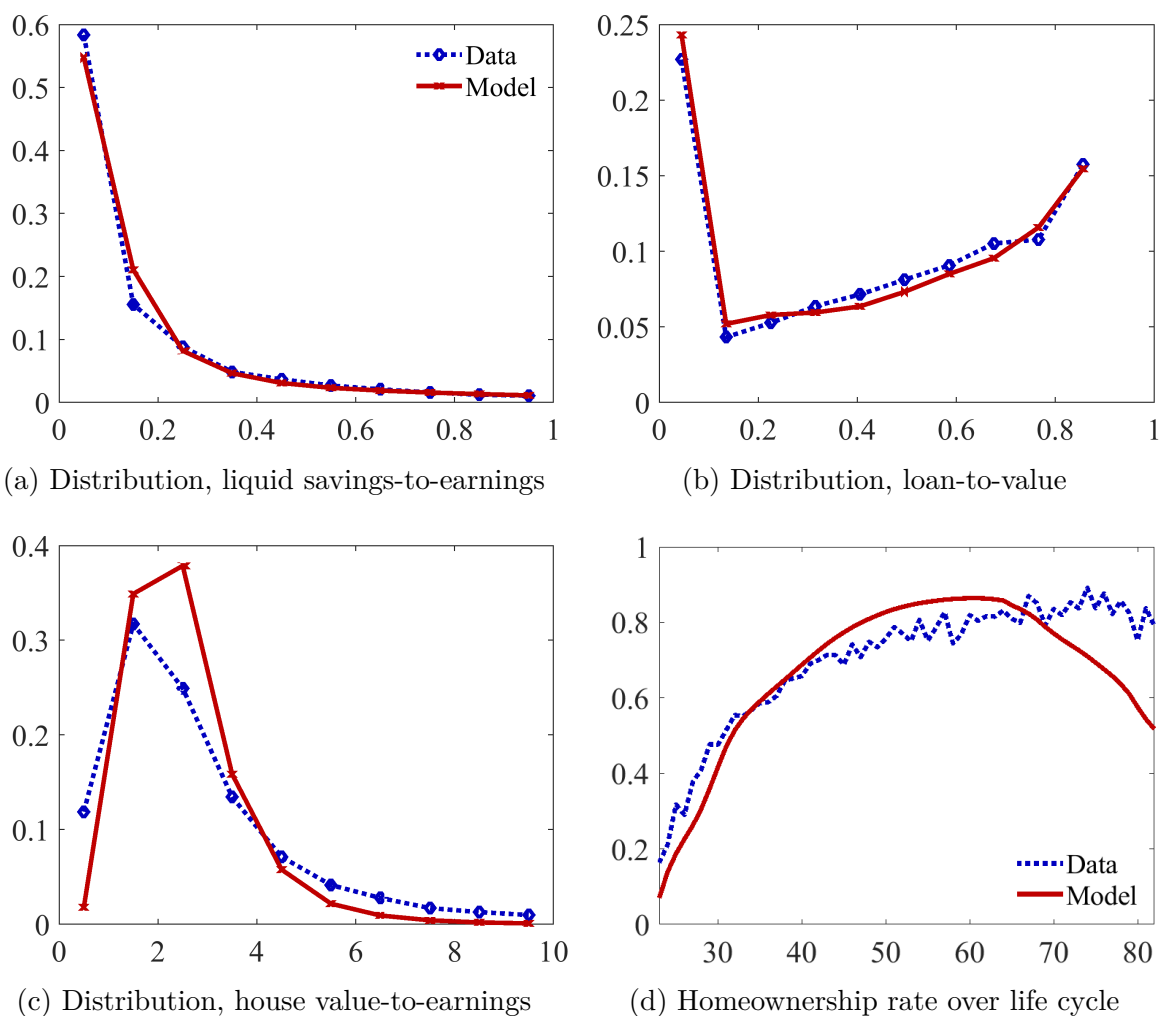 0.6
0.5
0.4
0.3
0.2
0.1
0
0 0.2 0.4 0.6 0.8 1
Data
Model
(a) Distribution, liquid savings-to-earnings
0.25
0.2
0.15
0.1
0.05
0
0 0.2 0.4 0.6 0.8 1
(b) Distribution, loan-to-value
0.4
0.3
0.2
0.1
0
0 2 4 6 8 10
(c) Distribution, house value-to-earnings
1
0.8
0.6
0.4
0.2
0
30 40 50 60 70 80
Data
Model
(d) Homeownership rate over life cycle